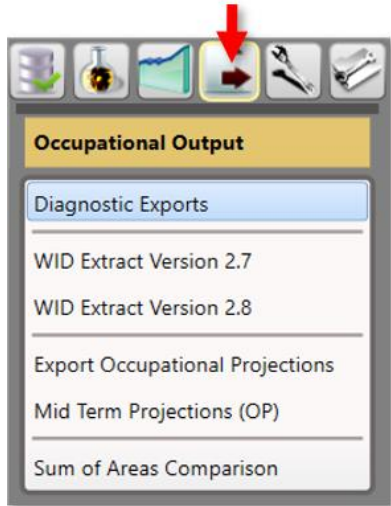 Occupational Output
Diagnostic Exports
WID Extract Version 2.7
WID Extract Version 2.8
Export Occupational Projections
Mid Term Projections (OP)
Sum of Areas Comparison